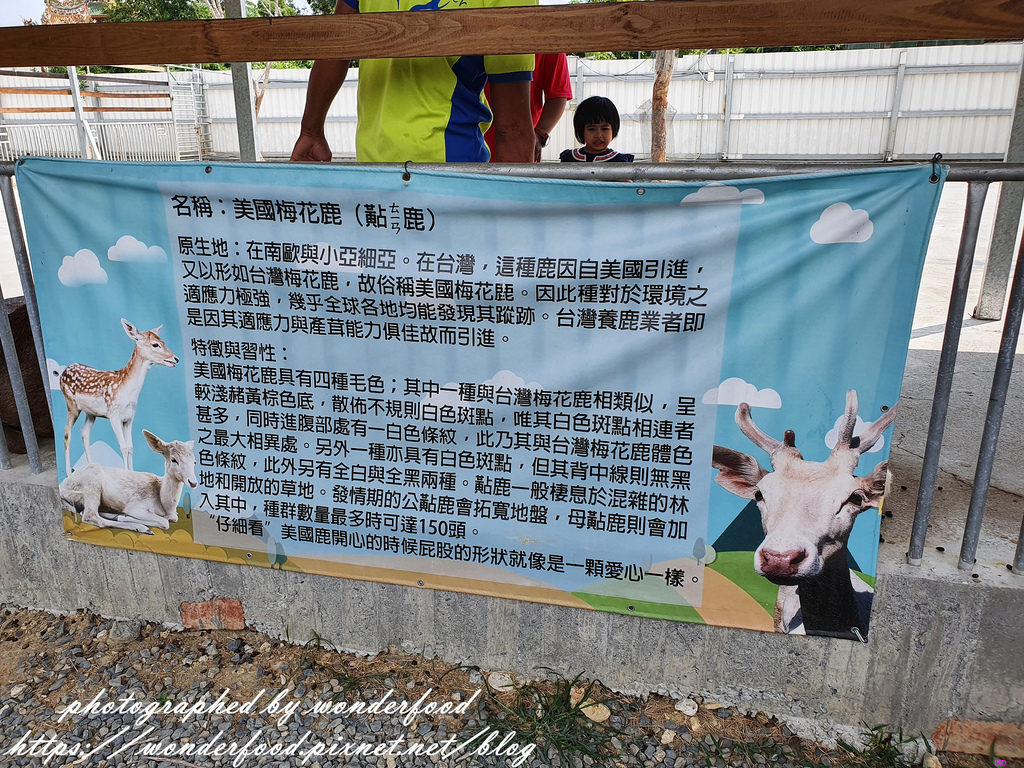 名稱：美國梅花鹿（黇ㄊㄧㄢ鹿）
原生地：在南歐與小亞細亞。在台灣，這種鹿因自美國引進，
又以形如台灣梅花鹿，故俗稱美國梅花鹿。因此種對於環境之
適應力極強，幾乎全球各地均能發現其蹤跡。台灣養鹿業者即
是因其適應力與產茸能力俱佳故而引進。
特徵與習性：
美國梅花鹿具有四種毛色；其中一種與台灣梅花鹿相類似，呈
較淺赭黃棕色底，散佈不規則白色斑點，唯其白色斑點相連者
甚多，同時進腹部處有一白色條紋，此乃其與台灣梅花鹿體色
之最大相異處。另外一種亦具有白色斑點，但其背中線則無黑
色條紋，此外另有全白與全黑兩種。黇鹿一般棲息於混雜的林
地和開放的草地。發情期的公黇鹿會拓寬地盤，母黇鹿則會加
入其中，種群數量最多時可達150頭。
“仔細看”美國鹿開心的時候屁股的形狀就像是一顆愛心一樣。
photographed by wonderfood
https://wonderfood.pixnet.net/blog